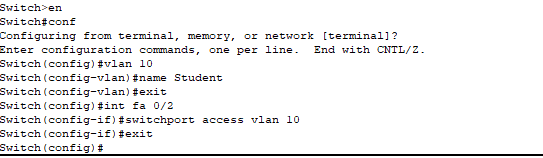 Switch>en
Switch#conf
Configuring from terminal, memory, or network [terminal]?
Enter configuration commands, one per line.  End with CNTL/Z.
Switch(config)#vlan 10
Switch(config-vlan)#name Student
Switch(config-vlan)#exit
Switch(config)#int fa 0/2
Switch(config-if)#switchport access vlan 10
Switch(config-if)#exit
Switch(config)#